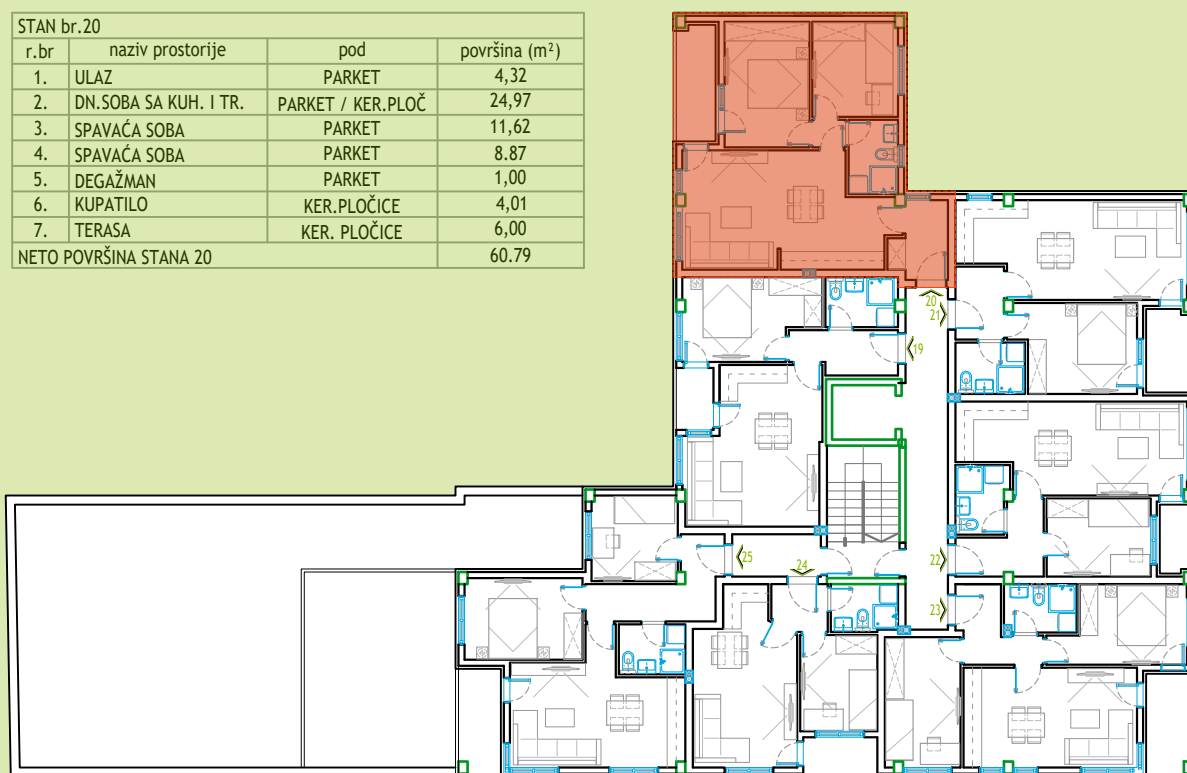 STAN br.20
r.br naziv prostorije pod površina (m²)
1. ULAZ PARKET 4,32
2. DN.SOBA SA KUH. I TR. PARKET / KER.PLOČ 24,97
3. SPAVAĆA SOBA PARKET 11,62
4. SPAVAĆA SOBA PARKET 8.87
5. DEGAŽMAN PARKET 1,00
6. KUPATILO KER.PLOČICE 4,01
7. TERASA KER. PLOČICE 6,00
NETO POVRŠINA STANA 20 60.79
20
21
19
25
24
22
23